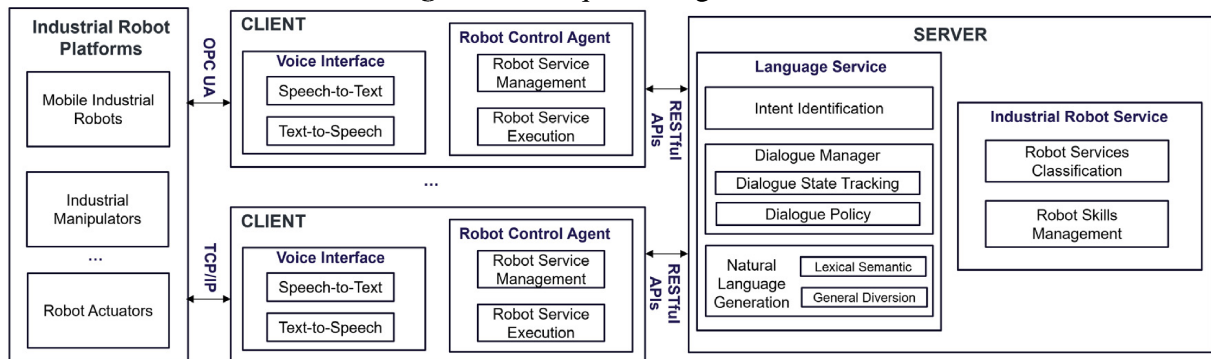 Industrial Robot
Platforms
Mobile Industrial
Robots
Industrial
Manipulators
...
Robot Actuators
OPC UA
TCP/IP
CLIENT
Voice Interface
Speech-to-Text
Text-to-Speech
Robot Control Agent
Robot Service
Management
Robot Service
Execution
...
CLIENT
Voice Interface
Speech-to-Text
Text-to-Speech
Robot Control Agent
Robot Service
Management
Robot Service
Execution
RESTful
APIs
RESTful
APIs
SERVER
Language Service
Intent Identification
Dialogue Manager
Dialogue State Tracking
Dialogue Policy
Natural
Language
Generation
Lexical Semantic
General Diversion
Industrial Robot Service
Robot Services
Classification
Robot Skills
Management